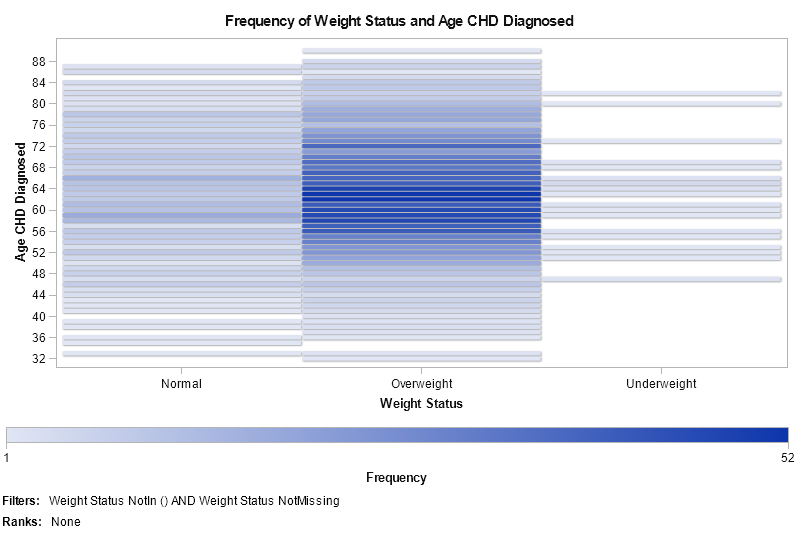 Frequency of Weight Status and Age CHD Diagnosed
Age CHD Diagnosed
88
84
80
76
72
68
64
60
56
52
48
44
40
36
32
Normal Overweight Underweight
Weight Status
1 52
Frequency
Filters: Weight Status NotIn () AND Weight Status NotMissing
Ranks: None